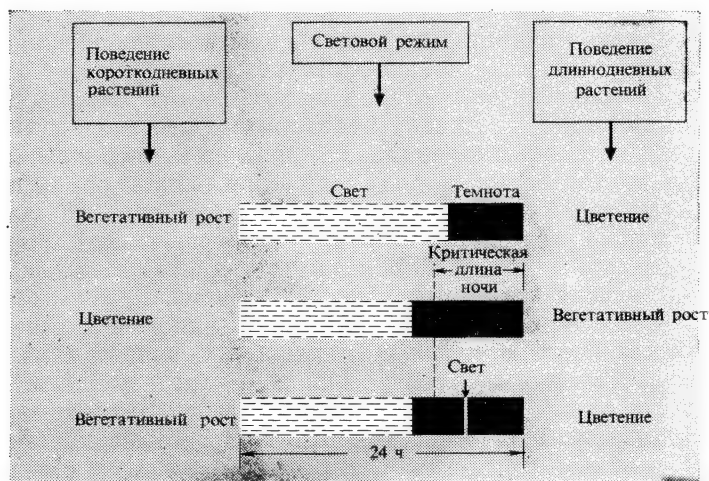 Поведение
короткодневных
растений
Световой режим
Поведение
длиннодневных
растений
Свет
Темнота
Вегетативный рост
Цветение
Критическая
длина
ночи
Цветение
Вегетативный рост
Свет
Вегетативный рост
Цветение
24 ч